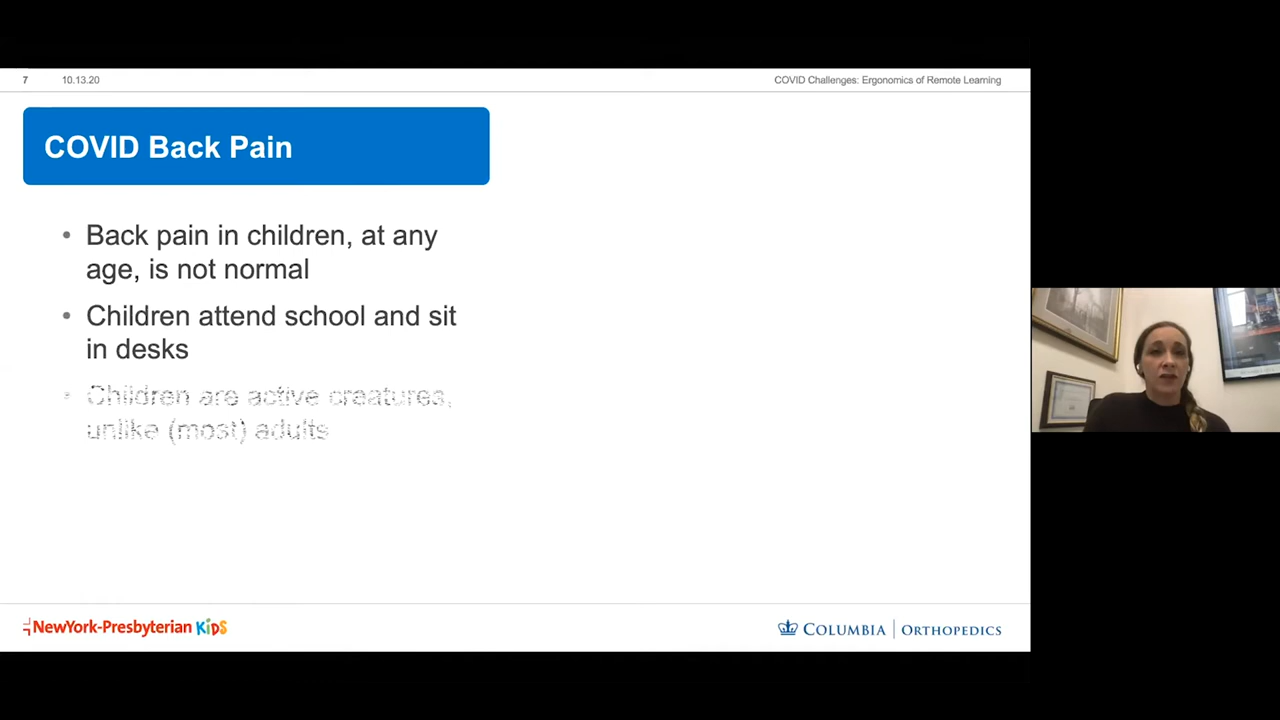 7 10.13.20 COVID Challenges: Ergonomics of Remote Learning
COVID Back Pain
• Back pain in children, at any
age, is not normal
• Children attend school and sit
in desks
• Children are active creatures,
unlike (most) adults
NewYork-Presbyterian KiDS
COLUMBIA | ORTHOPEDICS